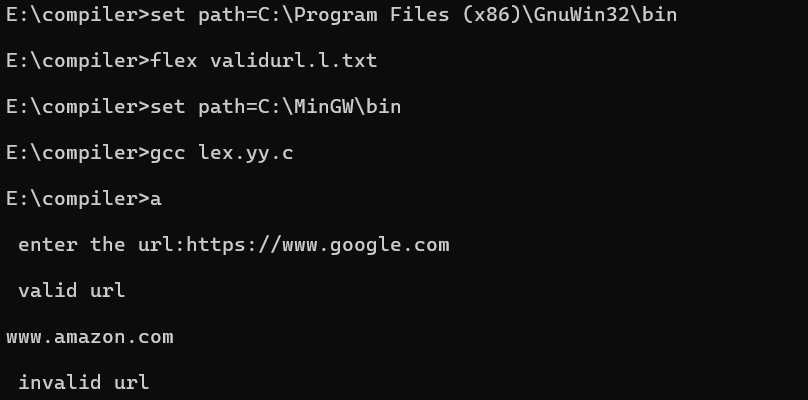 E:\compiler>set path=C:\Program Files (x86)\GnuWin32\bin
E:\compiler>flex validurl.l.txt
E:\compiler>set path=C:\MinGW\bin
E:\compiler>gcc lex.yy.c
E:\compiler>a
enter the url:https://www.google.com
valid url
www.amazon.com
invalid url